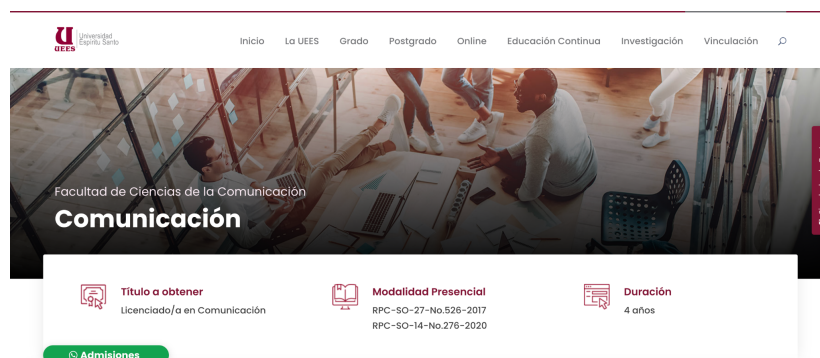 UEES
Universidad
Espíritu Santo
Inicio La UEES Grado Postgrado Online Educación Continua Investigación Vinculación
Facultad de Ciencias de la Comunicación
Comunicación
Título a obtener
Licenciado/a en Comunicación
Modalidad Presencial
RPC-SO-27-No.526-2017
RPC-SO-14-No.276-2020
Duración
4 años
Admisiones